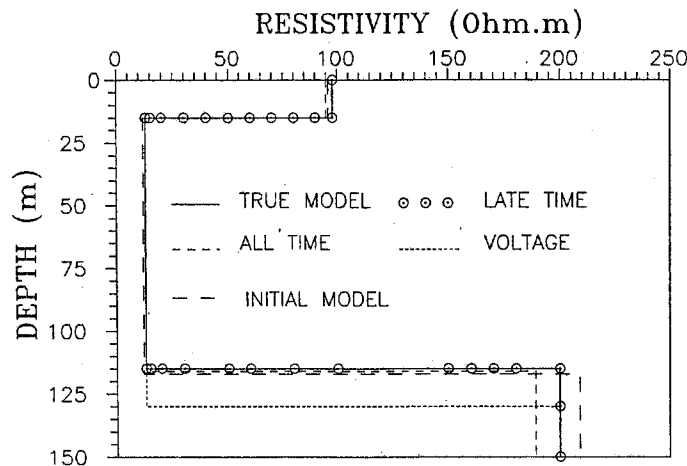 RESISTIVITY (Ohm.m)
0 50 100 150 200 250
DEPTH (m)
0
25
50
75
100
125
150
TRUE MODEL
LATE TIME
ALL TIME
VOLTAGE
INITIAL MODEL